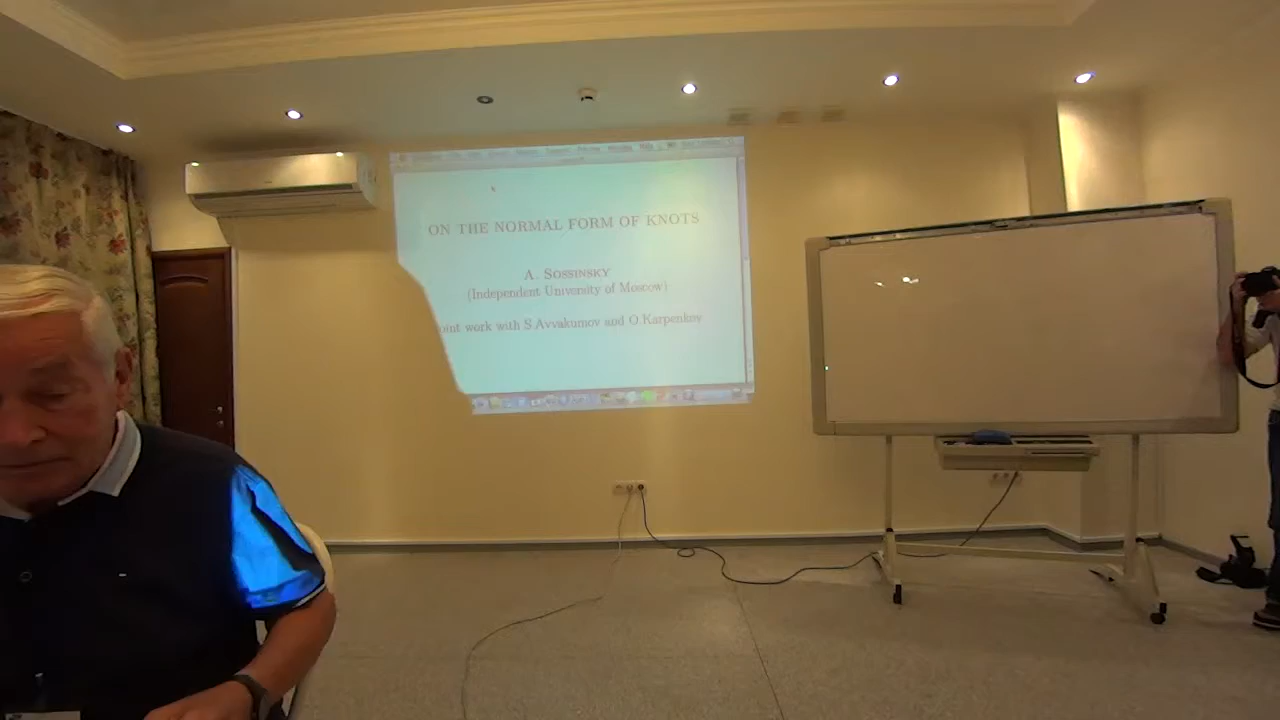 ON THE NORMAL FORM OF KNOTS
A. SOSSINSKY
(Independent University of Moscow)
oint work with S.Avvakumov and O.Karpenkov